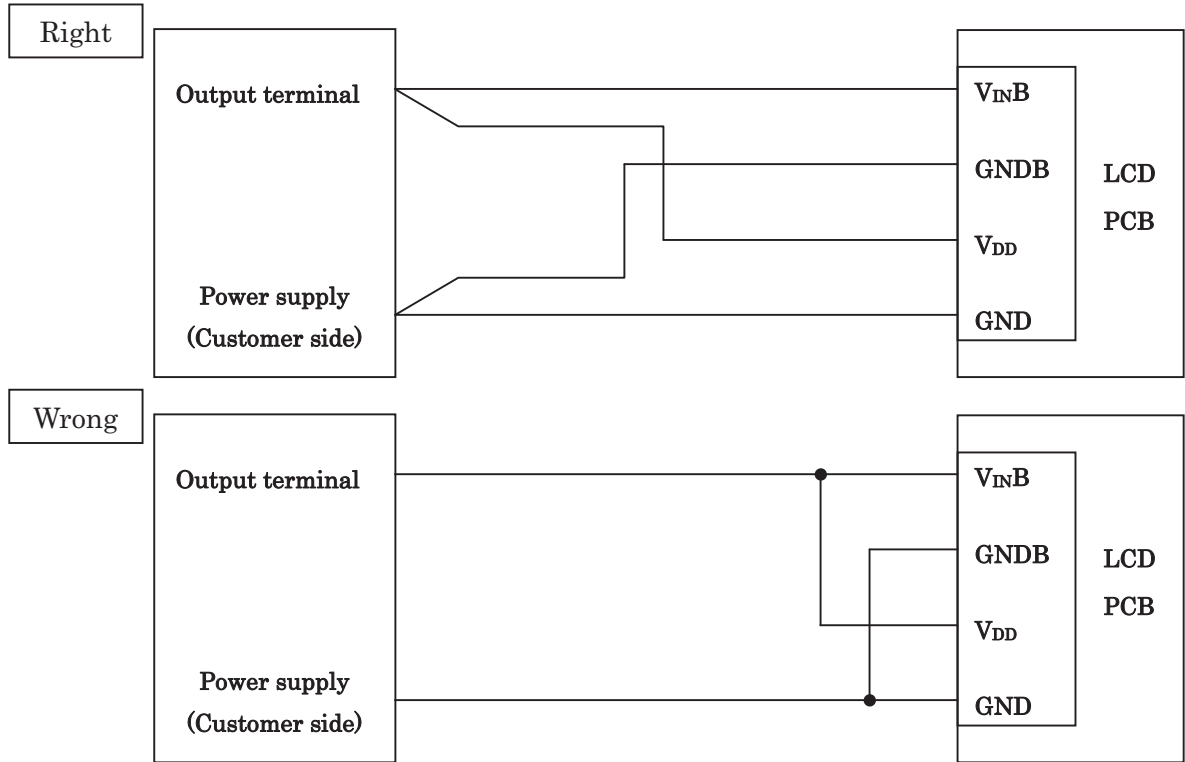 Right
Output terminal
Power supply
(Customer side)
VINB
GNDB
VDD
GND
LCD
PCB
Wrong
Output terminal
Power supply
(Customer side)
VINB
GNDB
VDD
GND
LCD
PCB